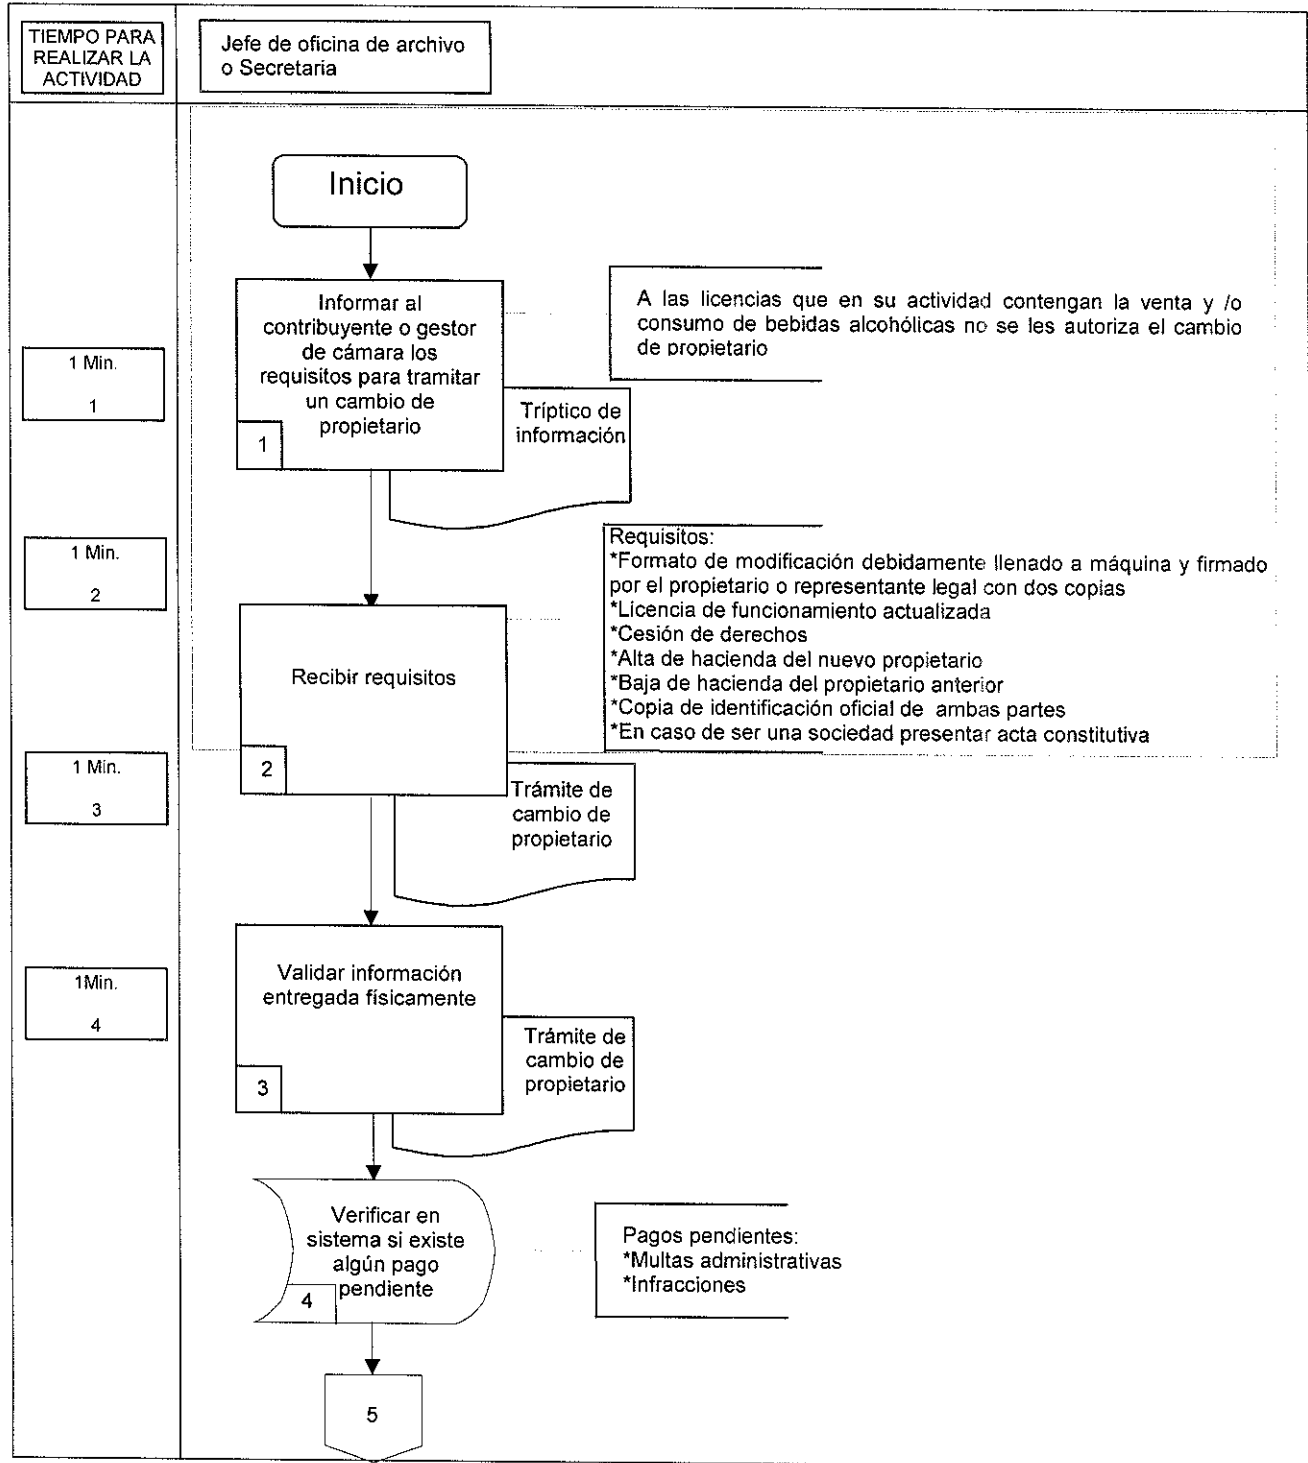 TIEMPO PARA
REALIZAR LA
ACTIVIDAD
Jefe de oficina de archivo
o Secretaria
Inicio
Informar al
contribuyente o gestor
de cámara los
requisitos para tramitar
un cambio de
propietario
1
A las licencias que en su actividad contengan la venta y /o
consumo de bebidas alcohólicas no se les autoriza el cambio
de propietario
1 Min.
1
Tríptico de
información
1 Min.
2
Requisitos:
*Formato de modificación debidamente llenado a máquina y firmado
por el propietario o representante legal con dos copias
*Licencia de funcionamiento actualizada
*Cesión de derechos
*Alta de hacienda del nuevo propietario
*Baja de hacienda del propietario anterior
*Copia de identificación oficial de ambas partes
*En caso de ser una sociedad presentar acta constitutiva
Recibir requisitos
2
1 Min.
3
Trámite de
cambio de
propietario
Validar información
entregada físicamente
3
1Min.
4
Trámite de
cambio de
propietario
Verificar en
sistema si existe
algún pago
pendiente
4
Pagos pendientes:
*Multas administrativas
*Infracciones
5